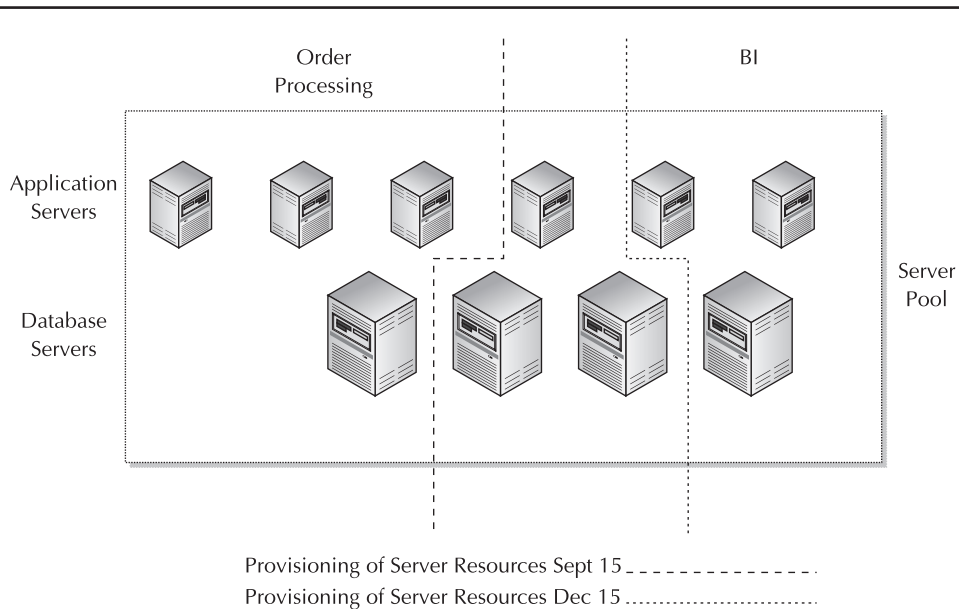 Order
Processing
BI
Application
Servers
Database
Servers
Server
Pool
Provisioning of Server Resources Sept 15
Provisioning of Server Resources Dec 15